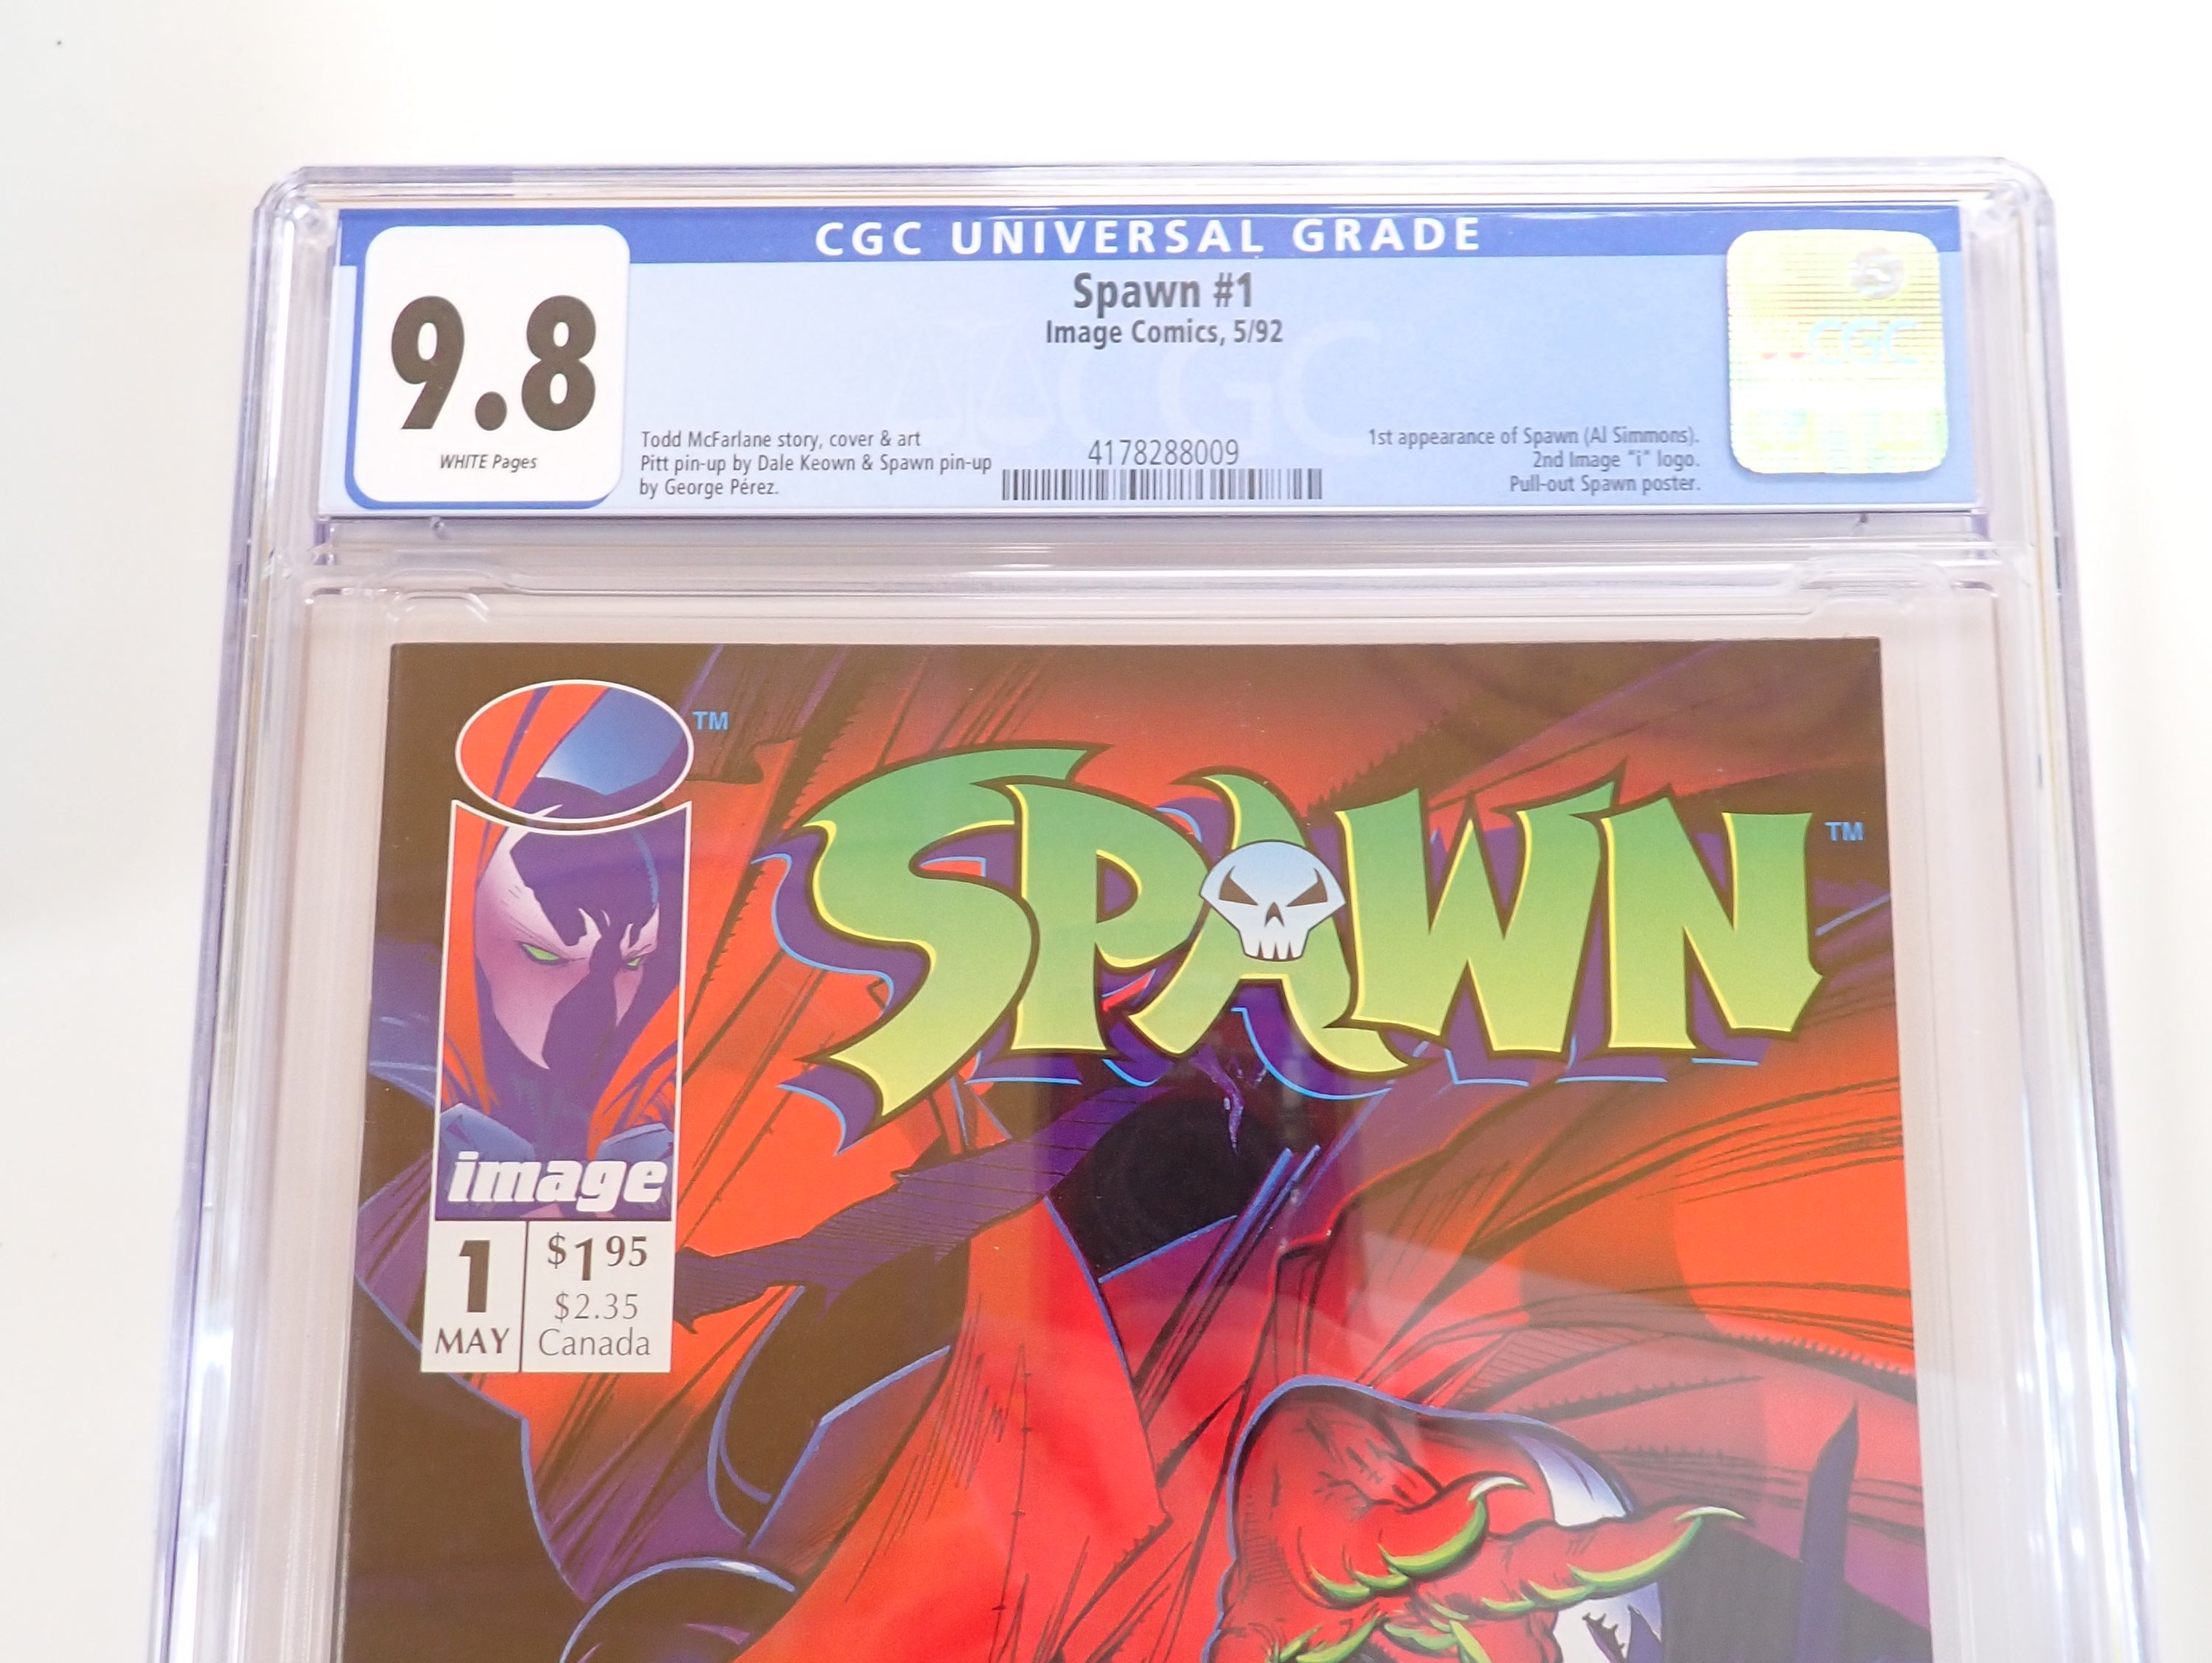 CGC UNIVERSAL GRADE
9.8
WHITE Pages
Spawn #1
Image Comics, 5/92
CGC
Todd McFarlane story, cover & art
Pitt pin-up by Dale Keown & Spawn pin-up
by George Pérez.
4178288009
1st appearance of Spawn (Al Simmons).
2nd Image "i" logo.
Pull-out Spawn poster.
CGC
TM
SPAWN TM
image
1
MAY
$1.95
$2.35
Canada